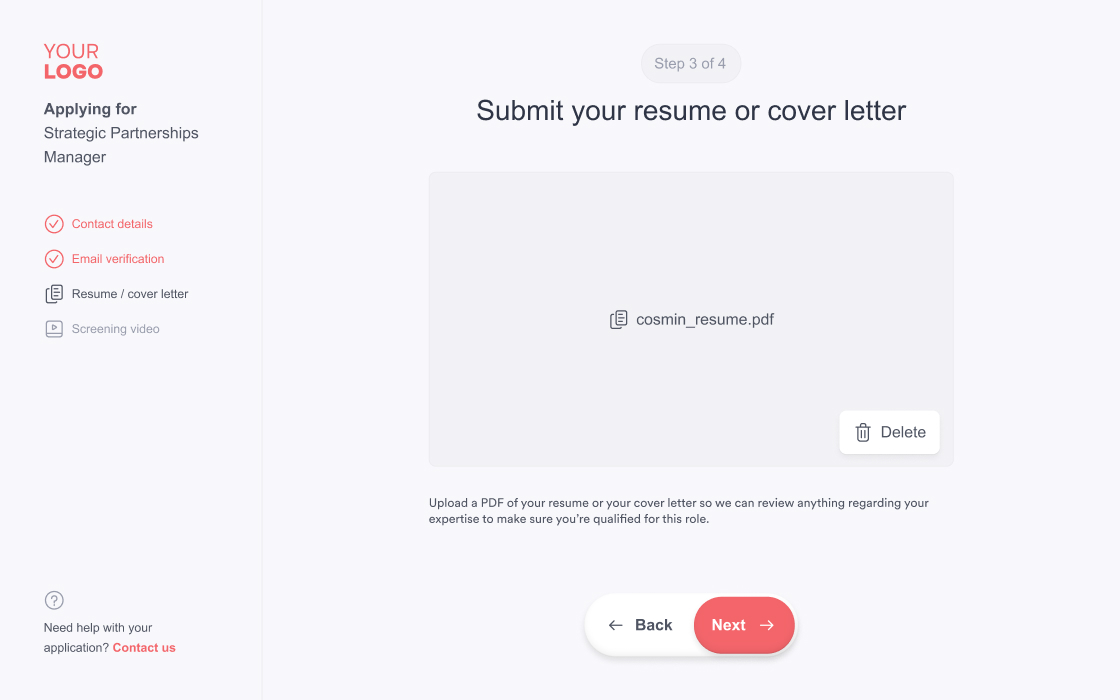 YOUR
LOGO
Applying for
Strategic Partnerships
Manager
Contact details
Email verification
Resume / cover letter
Screening video
?
Need help with your
application? Contact us
Step 3 of 4
Submit your resume or cover letter
cosmin_resume.pdf
Delete
Upload a PDF of your resume or your cover letter so we can review anything regarding your
expertise to make sure you’re qualified for this role.
Back
Next